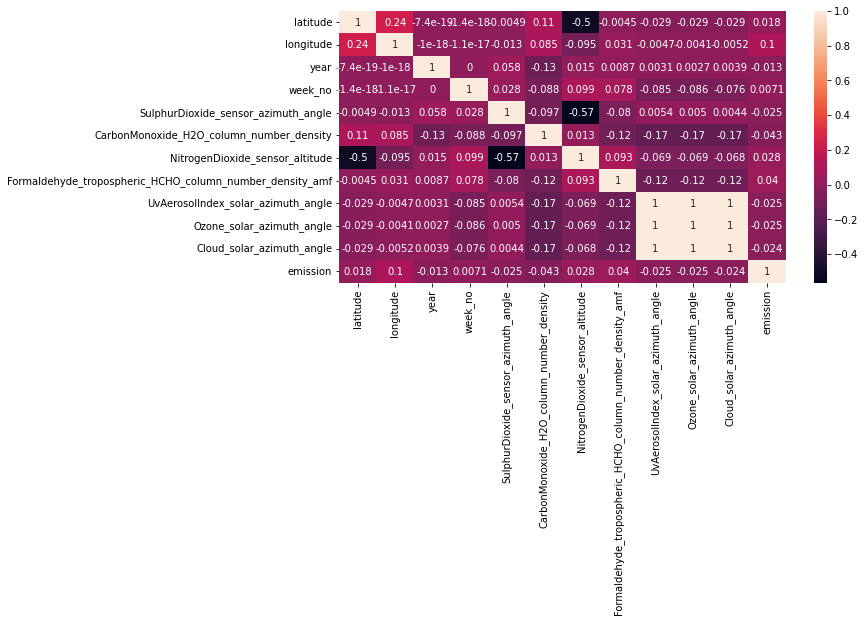 latitude 1 0.24 -7.4e-19 -1.4e-18 -0.0049 0.11 -0.5 -0.0045 -0.029 -0.029 -0.029 0.018
longitude 0.24 1 -1e-18 -1.1e-17 -0.013 0.085 -0.095 0.031 -0.0047 -0.0041 -0.0052 0.1
year -7.4e-19 -1e-18 1 0 0.058 -0.13 0.015 0.0087 0.0031 0.0027 0.0039 -0.013
week_no -1.4e-18 -1.1e-17 0 1 0.028 -0.088 0.099 0.078 -0.085 -0.086 -0.076 0.0071
SulphurDioxide_sensor_azimuth_angle -0.0049 -0.013 0.058 0.028 1 -0.097 -0.57 -0.08 0.0054 0.005 0.0044 -0.025
CarbonMonoxide_H2O_column_number_density 0.11 0.085 -0.13 -0.088 -0.097 1 0.013 -0.12 -0.17 -0.17 -0.17 -0.043
NitrogenDioxide_sensor_altitude -0.5 -0.095 0.015 0.099 -0.57 0.013 1 0.093 -0.069 -0.069 -0.068 0.028
Formaldehyde_tropospheric_HCHO_column_number_density_amf -0.0045 0.031 0.0087 0.078 -0.08 -0.12 0.093 1 -0.12 -0.12 -0.12 0.04
UvAerosolIndex_solar_azimuth_angle -0.029 -0.0047 0.0031 -0.085 0.0054 -0.17 -0.069 -0.12 1 1 1 -0.025
Ozone_solar_azimuth_angle -0.029 -0.0041 0.0027 -0.086 0.005 -0.17 -0.069 -0.12 1 1 1 -0.025
Cloud_solar_azimuth_angle -0.029 -0.0052 0.0039 -0.076 0.0044 -0.17 -0.068 -0.12 1 1 1 -0.024
emission 0.018 0.1 -0.013 0.0071 -0.025 -0.043 0.028 0.04 -0.025 -0.025 -0.024 1
latitude
longitude
year
week_no
SulphurDioxide_sensor_azimuth_angle
CarbonMonoxide_H2O_column_number_density
NitrogenDioxide_sensor_altitude
Formaldehyde_tropospheric_HCHO_column_number_density_amf
UvAerosolIndex_solar_azimuth_angle
Ozone_solar_azimuth_angle
Cloud_solar_azimuth_angle
emission
1.0
0.8
0.6
0.4
0.2
0.0
−0.2
−0.4